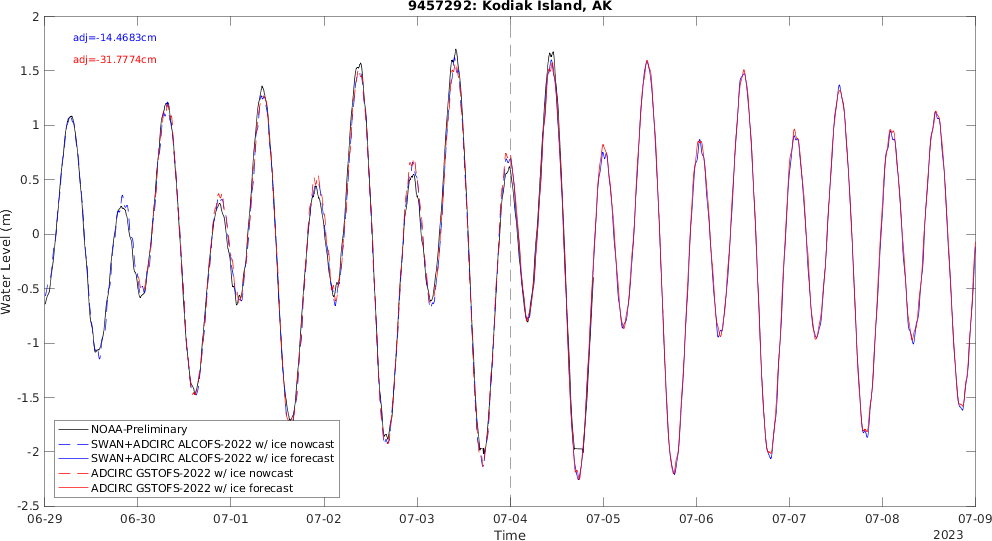 9457292: Kodiak Island, AK
adj=-14.4683cm
adj=-31.7774cm
Water Level (m)
2
1.5
1
0.5
0
-0.5
-1
-1.5
-2
-2.5
NOAA-Preliminary
SWAN+ADCIRC ALCOFS-2022 w/ ice nowcast
SWAN+ADCIRC ALCOFS-2022 w/ ice forecast
ADCIRC GSTOFS-2022 w/ ice nowcast
ADCIRC GSTOFS-2022 w/ ice forecast
06-29 06-30 07-01 07-02 07-03 07-04 07-05 07-06 07-07 07-08 07-09
Time
2023